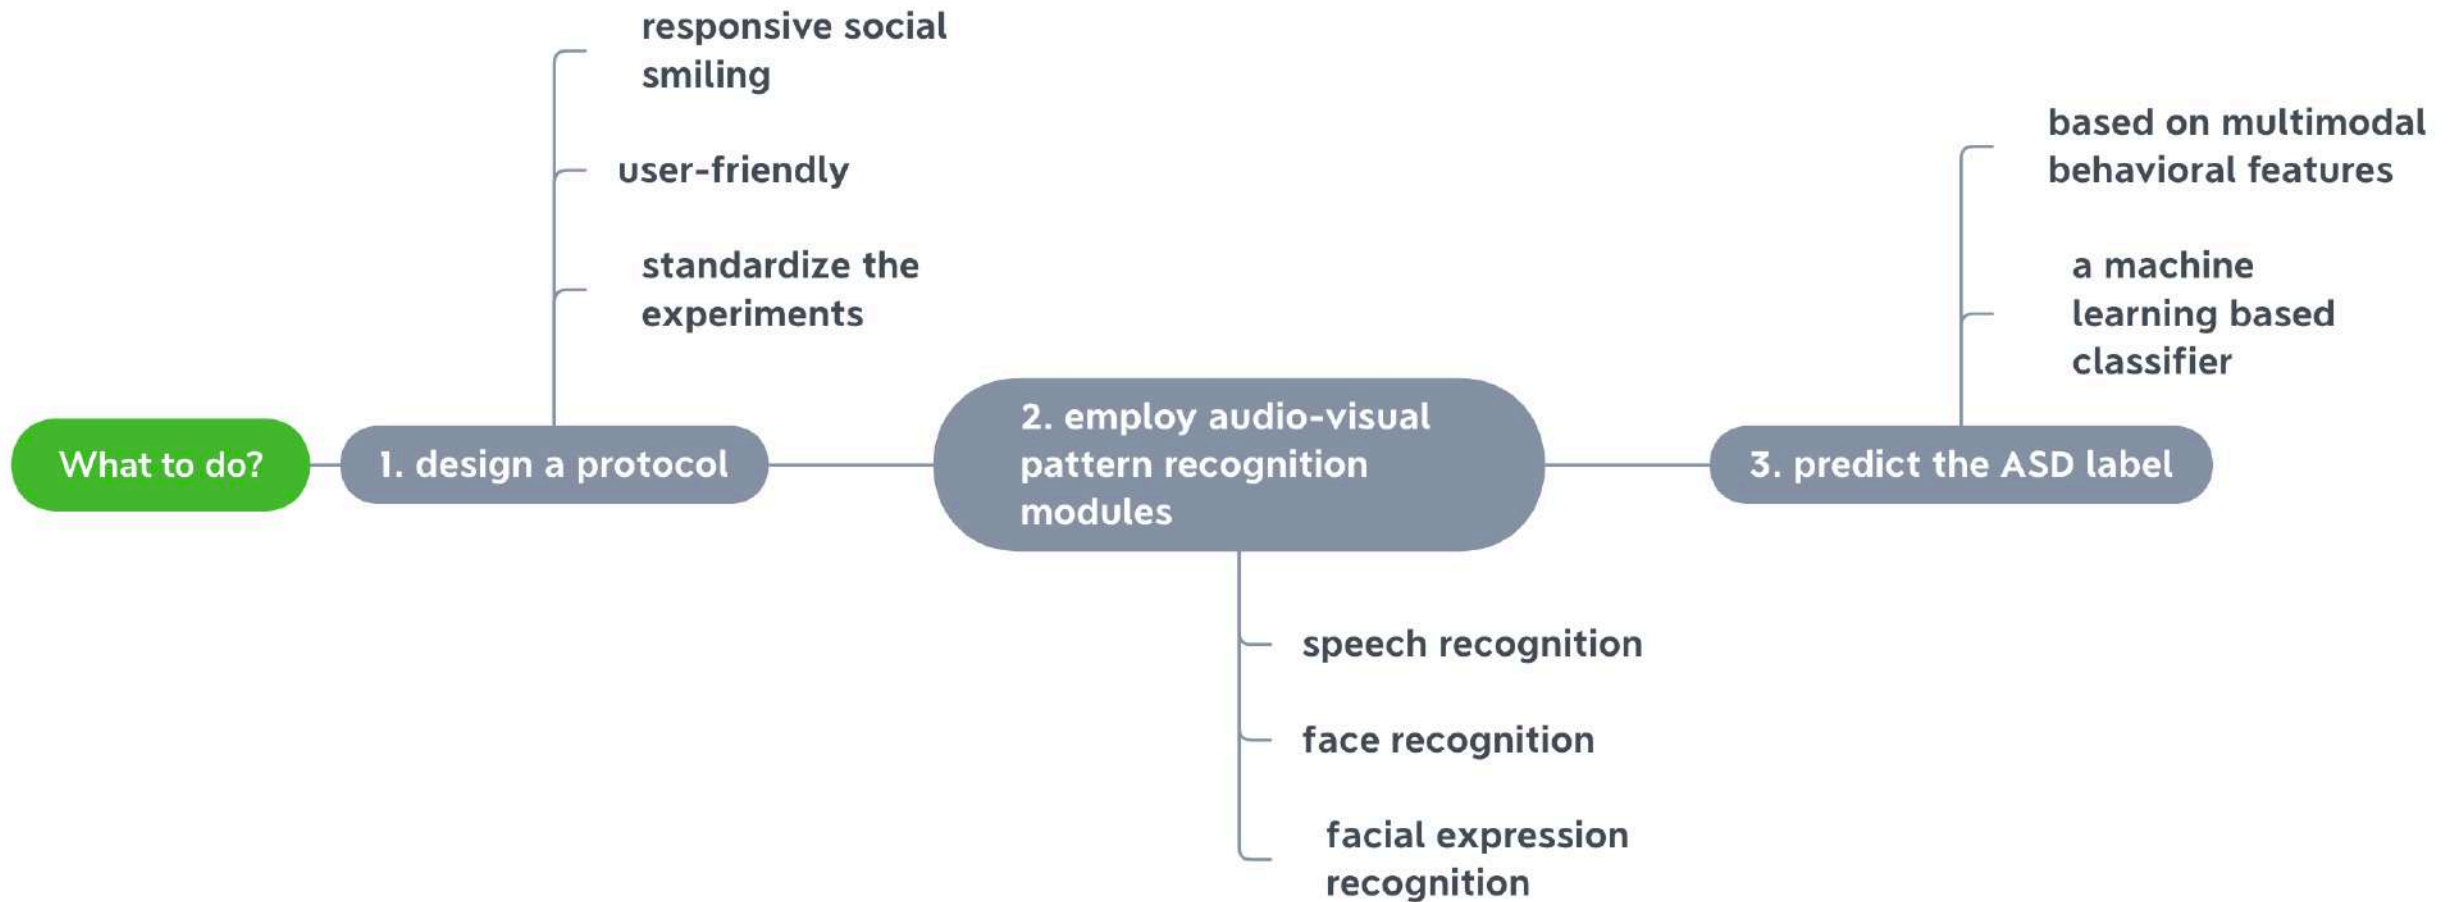 responsive social
smiling
user-friendly
standardize the
experiments
based on multimodal
behavioral features
a machine
learning based
classifier
What to do?
1. design a protocol
2. employ audio-visual
pattern recognition
modules
3. predict the ASD label
speech recognition
face recognition
facial expression
recognition